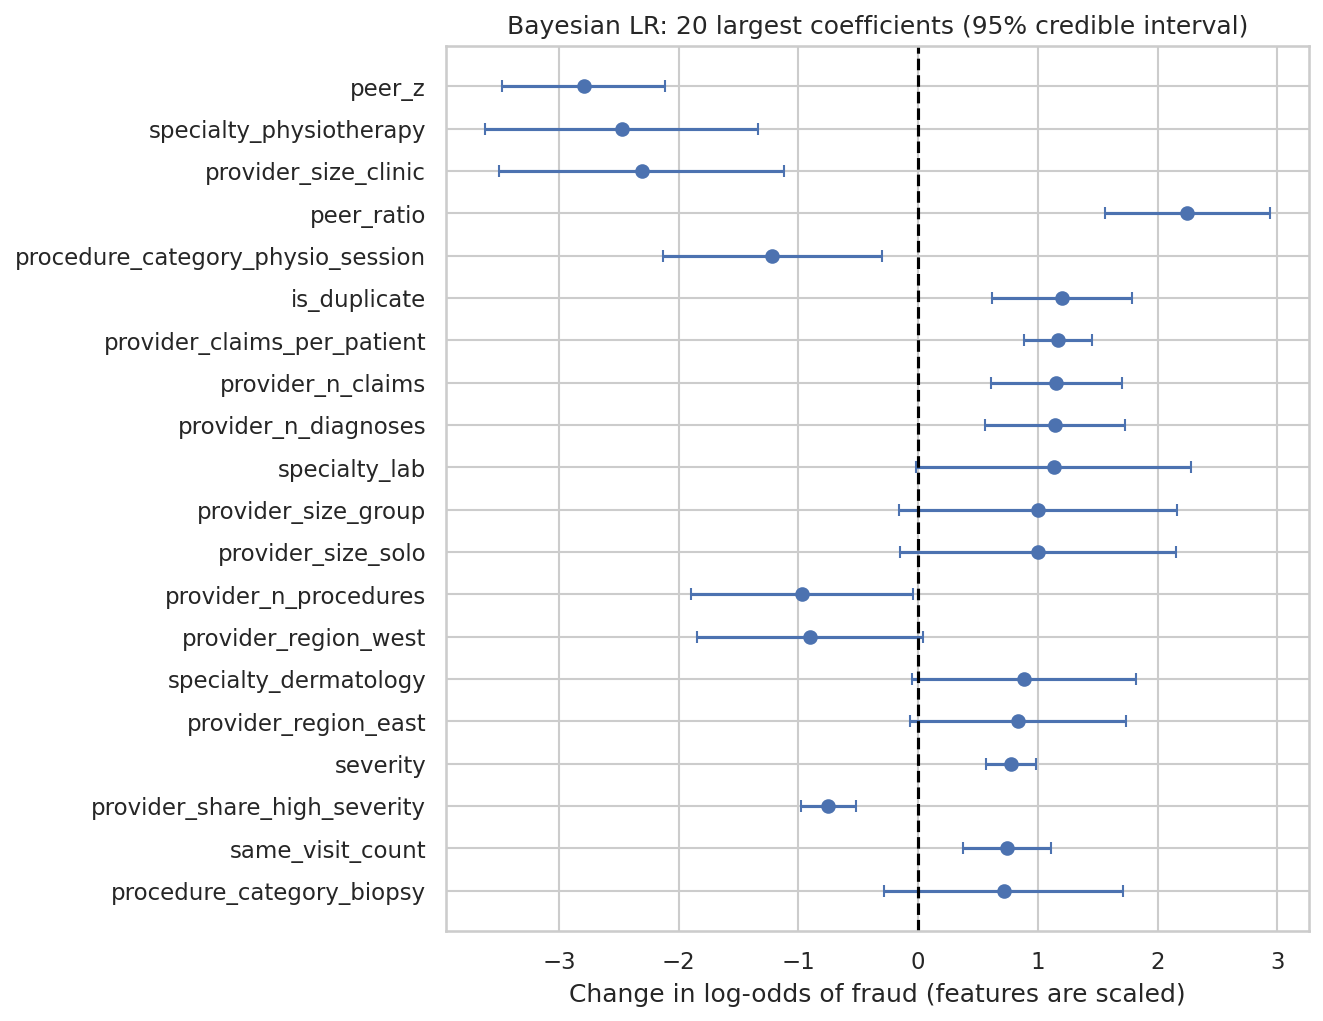 Bayesian LR: 20 largest coefficients (95% credible interval)
peer_z
specialty_physiotherapy
provider_size_clinic
peer_ratio
procedure_category_physio_session
is_duplicate
provider_claims_per_patient
provider_n_claims
provider_n_diagnoses
specialty_lab
provider_size_group
provider_size_solo
provider_n_procedures
provider_region_west
specialty_dermatology
provider_region_east
severity
provider_share_high_severity
same_visit_count
procedure_category_biopsy
−3 −2 −1 0 1 2 3
Change in log-odds of fraud (features are scaled)